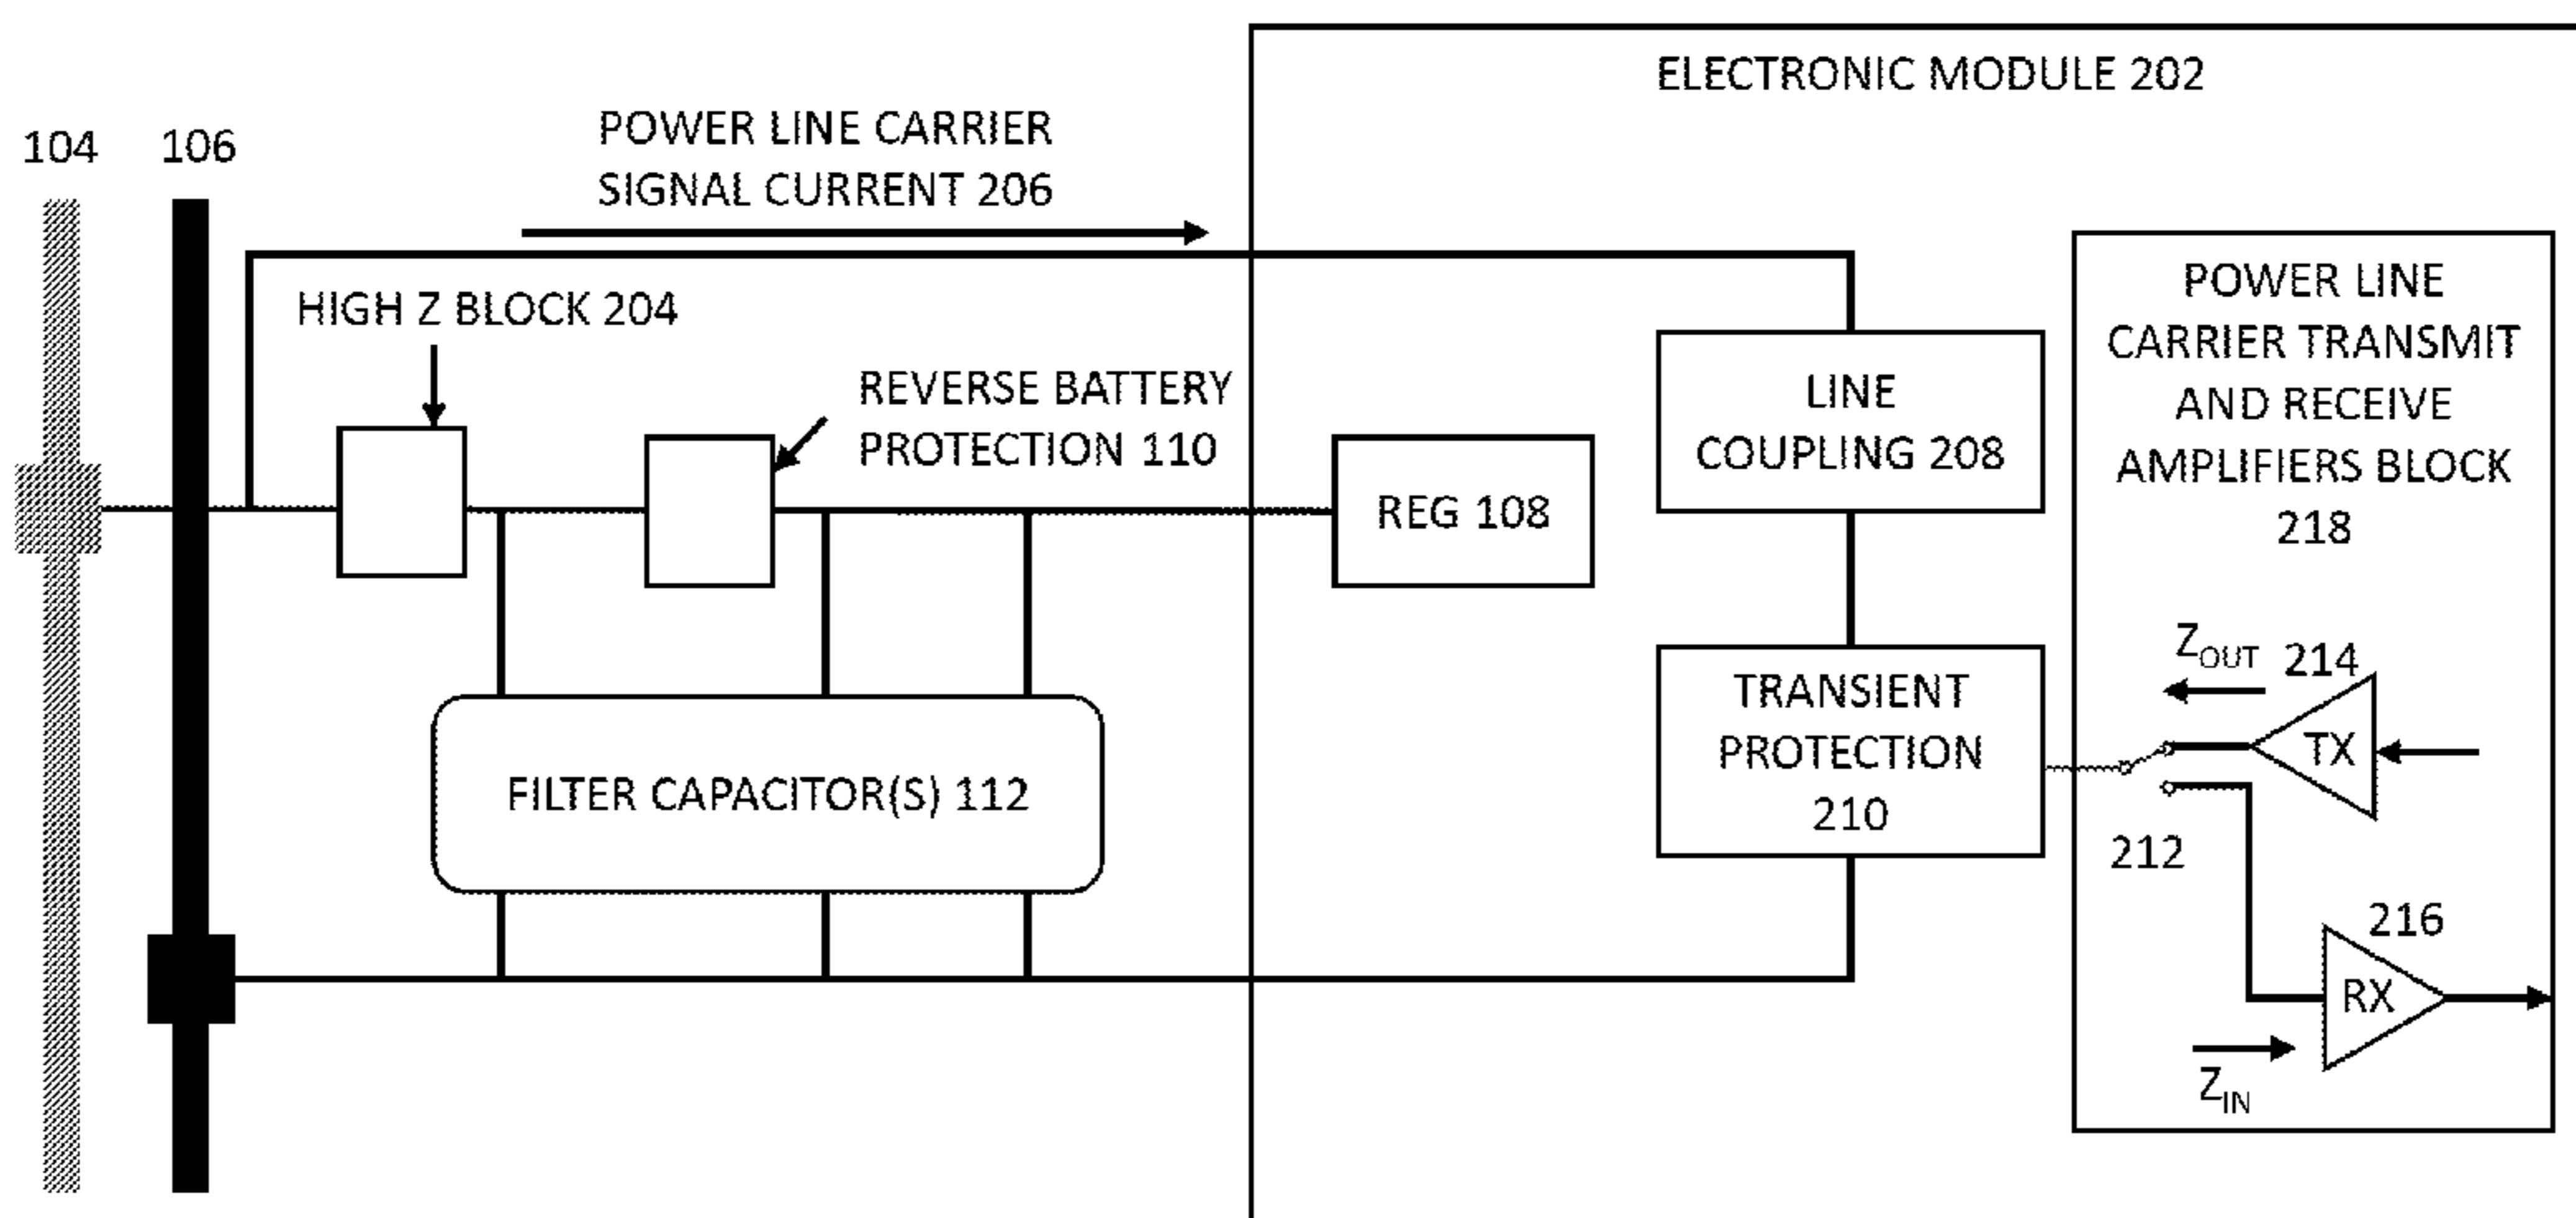 ELECTRONIC MODULE 202
104
106
POWER LINE CARRIER
SIGNAL CURRENT 206
HIGH Z BLOCK 204
REVERSE BATTERY
PROTECTION 110
REG 108
LINE
COUPLING 208
POWER LINE
CARRIER TRANSMIT
AND RECEIVE
AMPLIFIERS BLOCK
218
FILTER CAPACITOR(S) 112
TRANSIENT
PROTECTION
210
ZOUT
214
TX
212
216
RX
ZIN